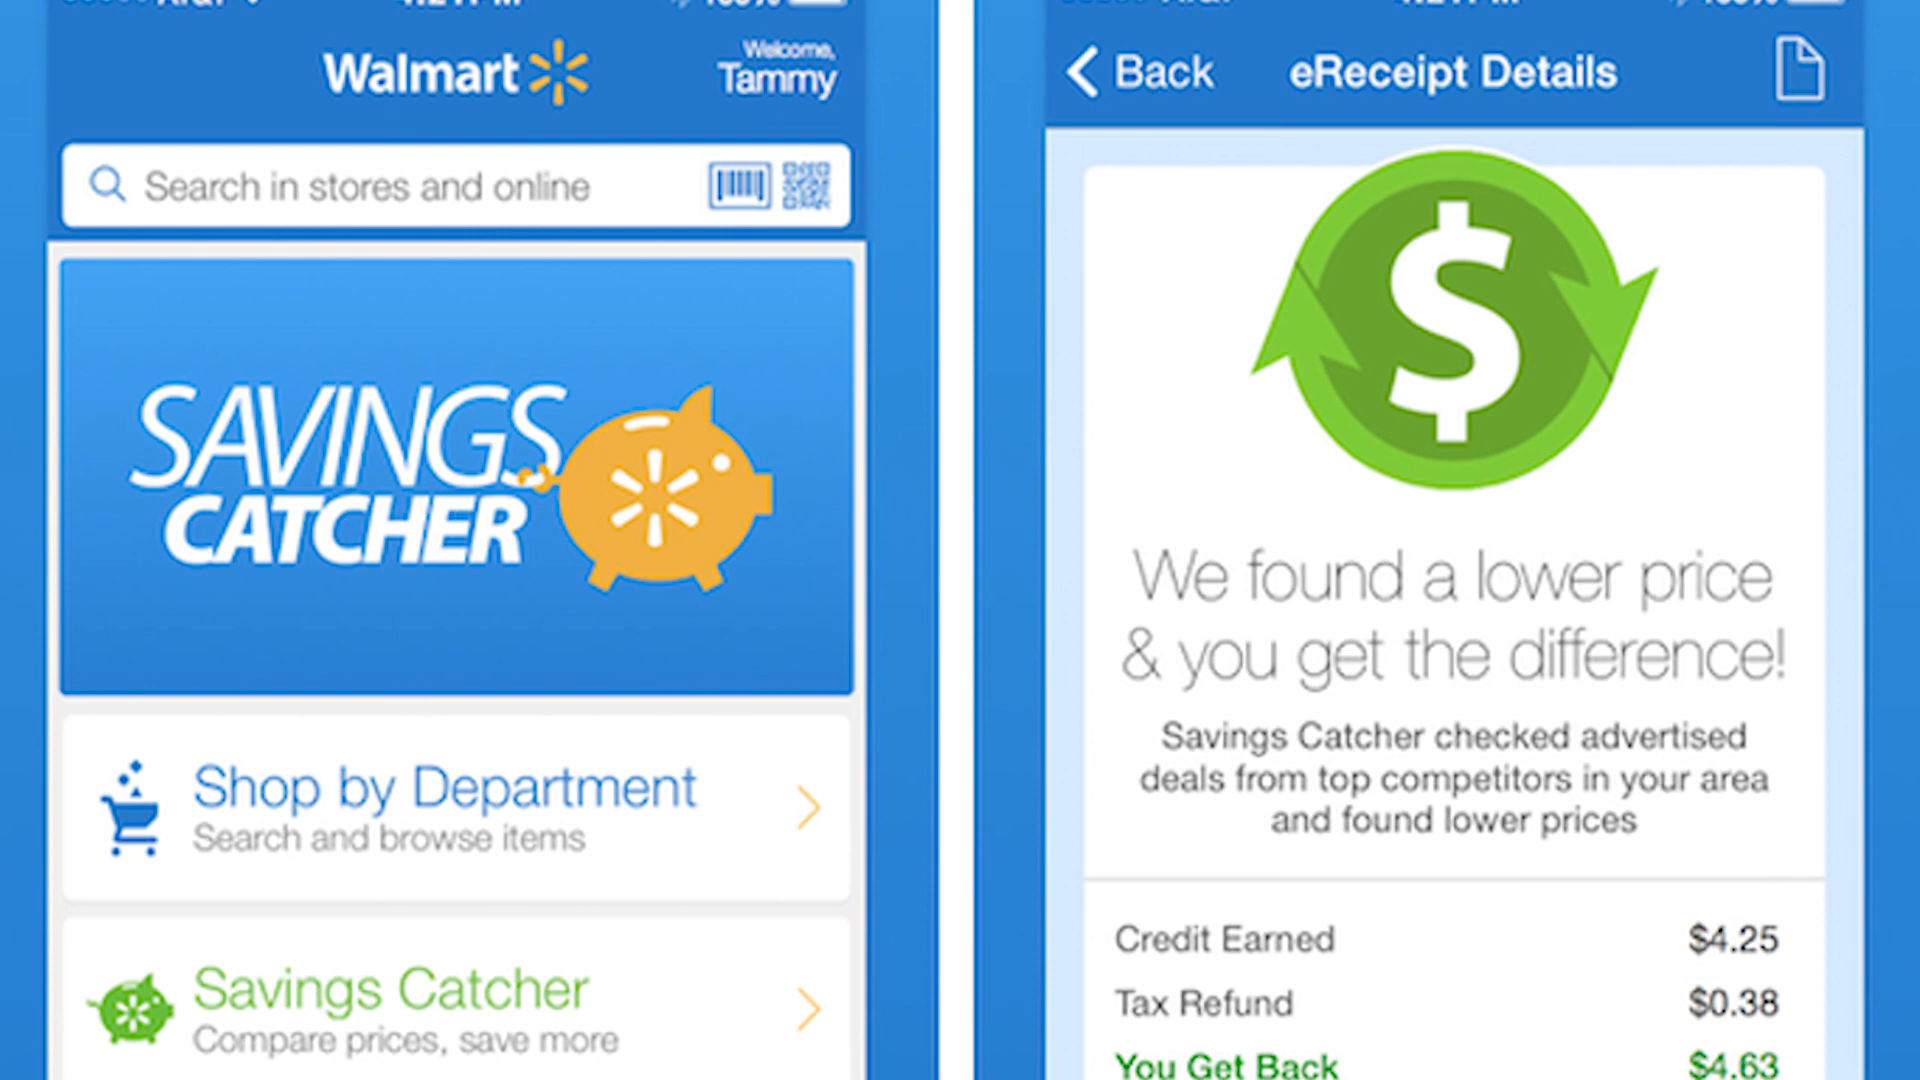 Walmart
Welcome,
Tammy
Search in stores and online
SAVINGS
CATCHER
Shop by Department
Search and browse items
Savings Catcher
Compare prices, save more
Back
eReceipt Details
$
We found a lower price
& you get the difference!
Savings Catcher checked advertised
deals from top competitors in your area
and found lower prices
Credit Earned $4.25
Tax Refund $0.38
You Get Back $4.63